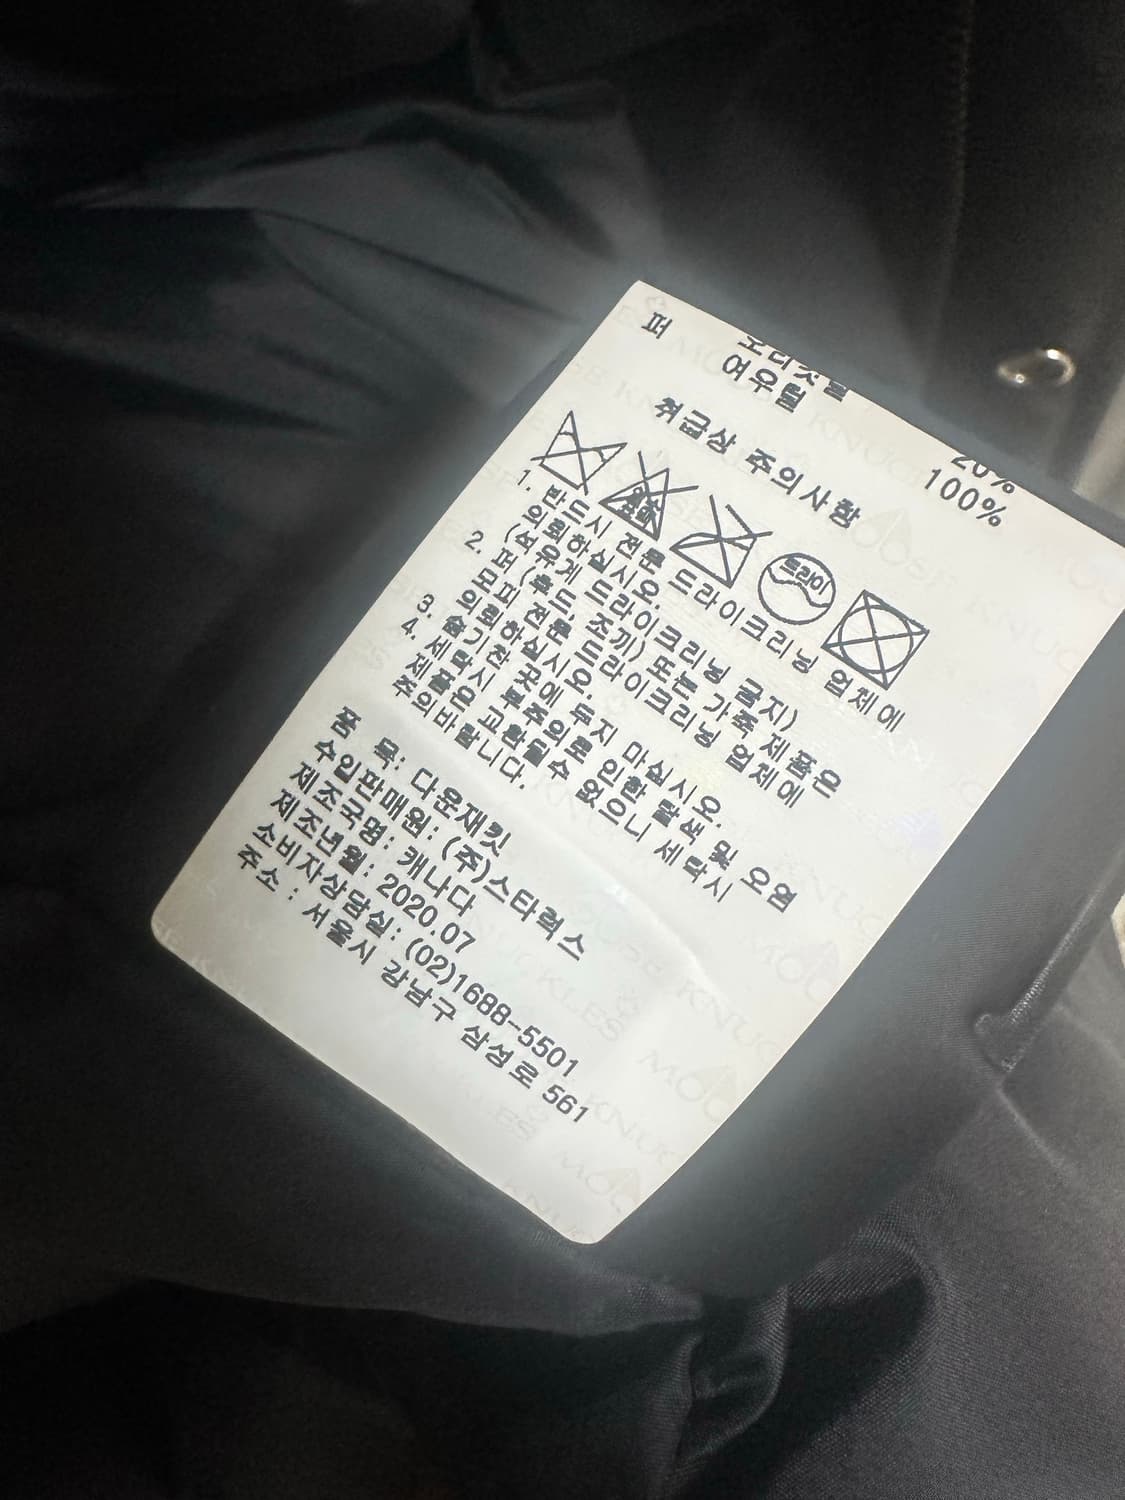 오리깃털 20%
퍼 여우털 100%
취급상 주의사항
드라이
1. 반드시 전문 드라이크리닝 업체에
의뢰하십시오.
(석유계 드라이크리닝 금지)
2. 퍼(후드, 조끼) 또는 가죽 제품은
모피 전문 드라이크리닝 업체에
의뢰하십시오.
3. 습기찬 곳에 두지 마십시오.
4. 세탁시 부주의로 인한 탈색 및 오염
제품은 교환될수 없으니 세탁시
주의바랍니다.
품 목: 다운재킷
수입판매원: (주)스타럭스
제조국명: 캐나다
제조년월: 2020.07
소비자상담실: (02)1688-5501
주소 : 서울시 강남구 삼성로 561
MOOSE KNUCKLES